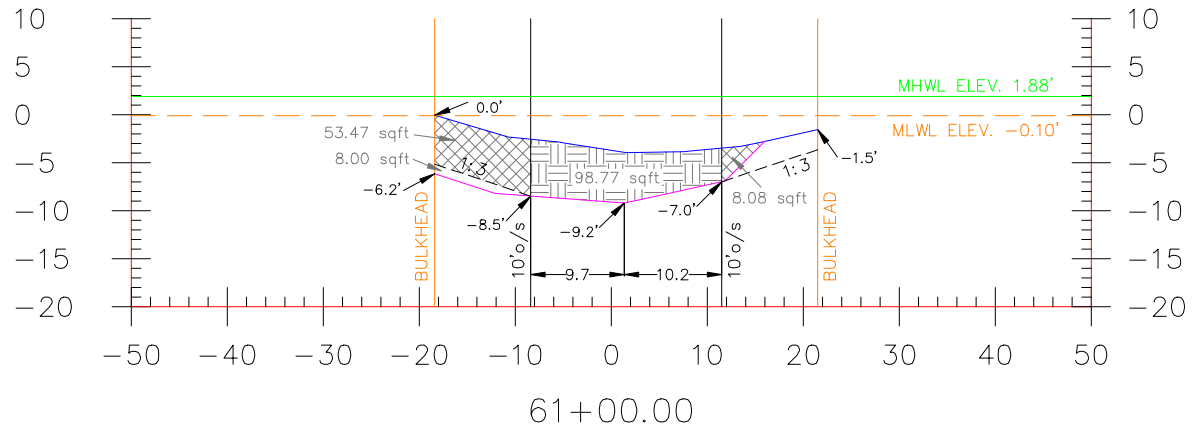 10
5
0
-5
-10
-15
-20
10
5
0
-5
-10
-15
-20
MHWL ELEV. 1.88'
MLWL ELEV. -0.10'
0.0'
53.47 sqft
8.00 sqft
1:3
98.77 sqft
1:3
8.08 sqft
-1.5'
-6.2'
-8.5'
-9.2'
-7.0'
BULKHEAD
10'o/s
9.7
10.2
10'o/s
BULKHEAD
-50 -40 -30 -20 -10 0 10 20 30 40 50
61+00.00